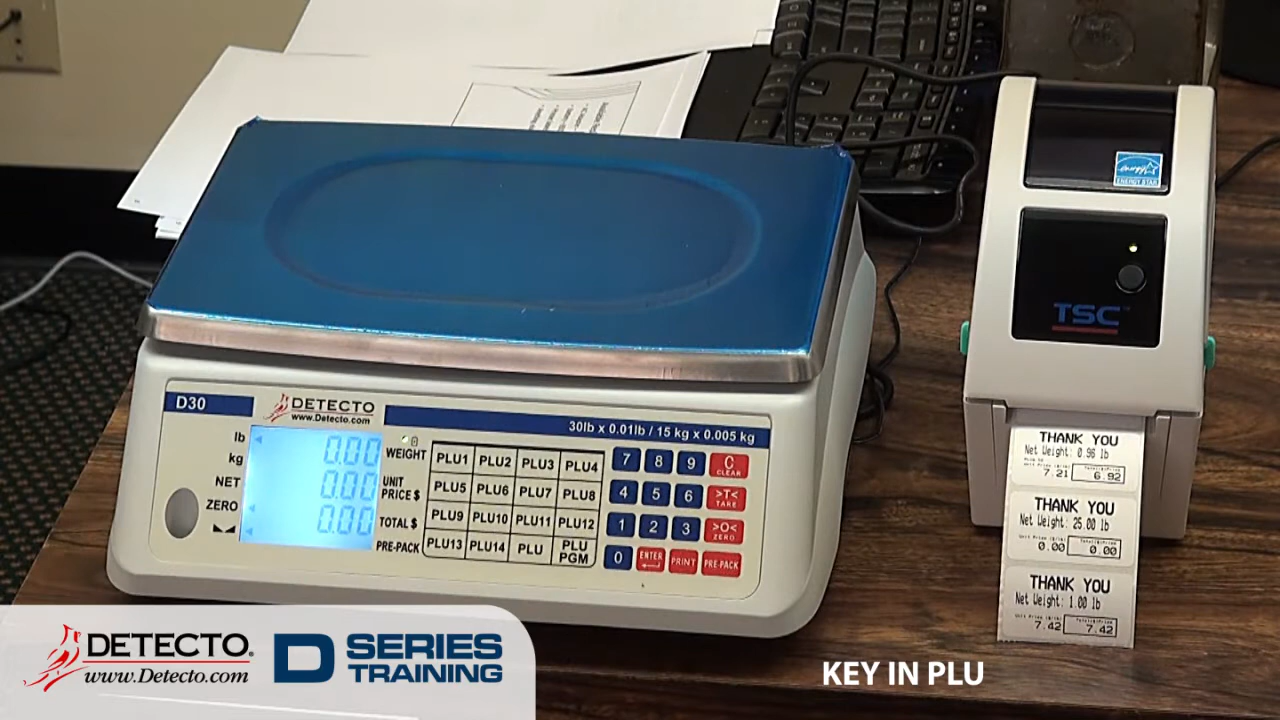 ENERGY STAR
TSC
D30
DETECTO
www.Detecto.com
30lb x 0.01lb / 15 kg x 0.005 kg
lb
kg
NET
ZERO
0.00
0.00
0.00
WEIGHT
UNIT
PRICE $
TOTAL $
PRE-PACK
PLU1 PLU2 PLU3 PLU4
PLU5 PLU6 PLU7 PLU8
PLU9 PLU10 PLU11 PLU12
PLU13 PLU14 PLU PLU PGM
7 8 9 C CLEAR
4 5 6 >T< TARE
1 2 3 >O< ZERO
0 ENTER PRINT PRE-PACK
THANK YOU
Net Weight: 0.96 lb
7.21 6.92
THANK YOU
Net Weight: 25.00 lb
0.00 0.00
THANK YOU
Net Weight: 1.00 lb
7.42 7.42
DETECTO®
www.Detecto.com
D SERIES
TRAINING
KEY IN PLU